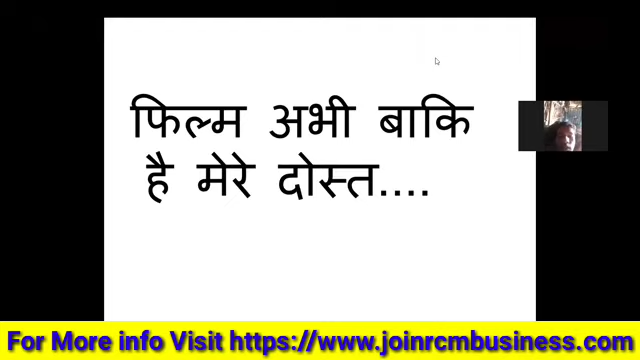 फिल्म अभी बाकि
है मेरे दोस्त....
For More info Visit https://www.joinrcmbusiness.com